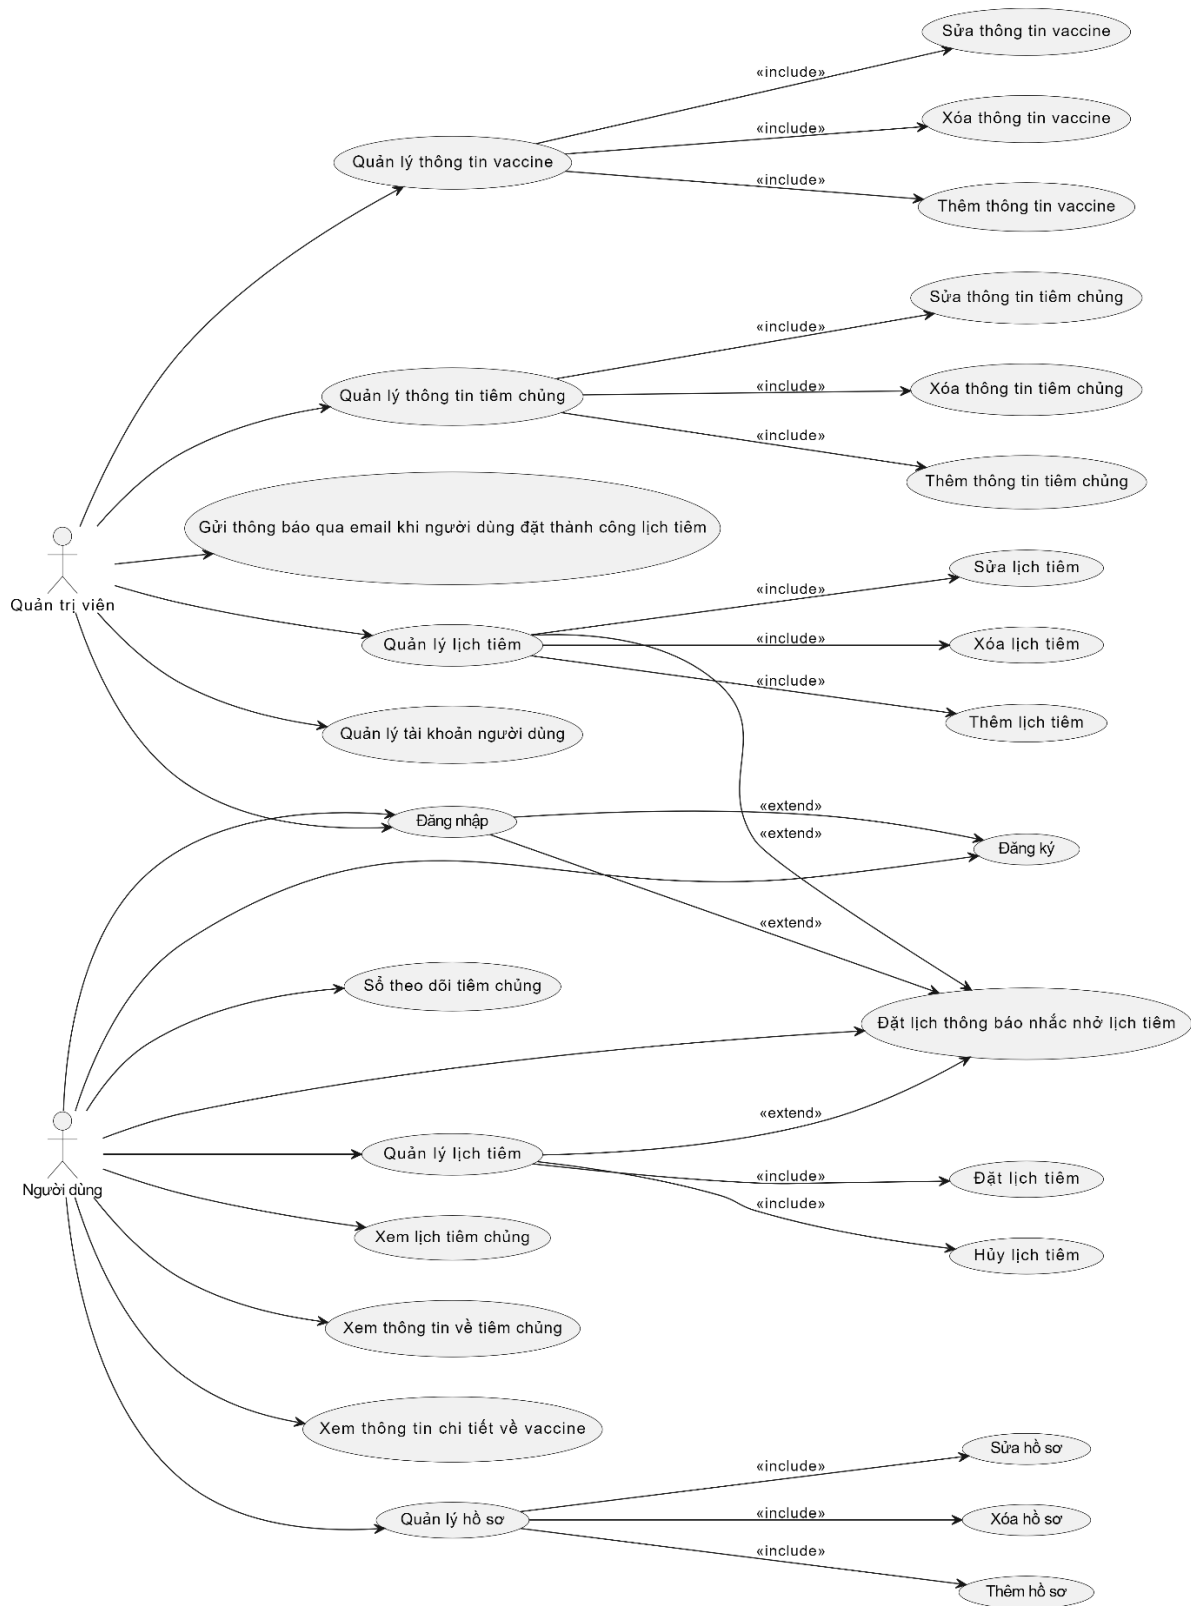 Sửa thông tin vaccine
«include»
Xóa thông tin vaccine
«include»
Quản lý thông tin vaccine
«include»
Thêm thông tin vaccine
Sửa thông tin tiêm chủng
«include»
Quản lý thông tin tiêm chủng
«include»
Xóa thông tin tiêm chủng
«include»
Thêm thông tin tiêm chủng
Gửi thông báo qua email khi người dùng đặt thành công lịch tiêm
Quản trị viên
Sửa lịch tiêm
«include»
Quản lý lịch tiêm
«include»
Xóa lịch tiêm
«include»
Thêm lịch tiêm
Quản lý tài khoản người dùng
«extend»
Đăng nhập
«extend»
Đăng ký
«extend»
Sổ theo dõi tiêm chủng
Đặt lịch thông báo nhắc nhở lịch tiêm
«extend»
Quản lý lịch tiêm
«include»
Đặt lịch tiêm
Người dùng
«include»
Xem lịch tiêm chủng
Hủy lịch tiêm
Xem thông tin về tiêm chủng
Xem thông tin chi tiết về vaccine
Sửa hồ sơ
«include»
Quản lý hồ sơ
«include»
Xóa hồ sơ
«include»
Thêm hồ sơ